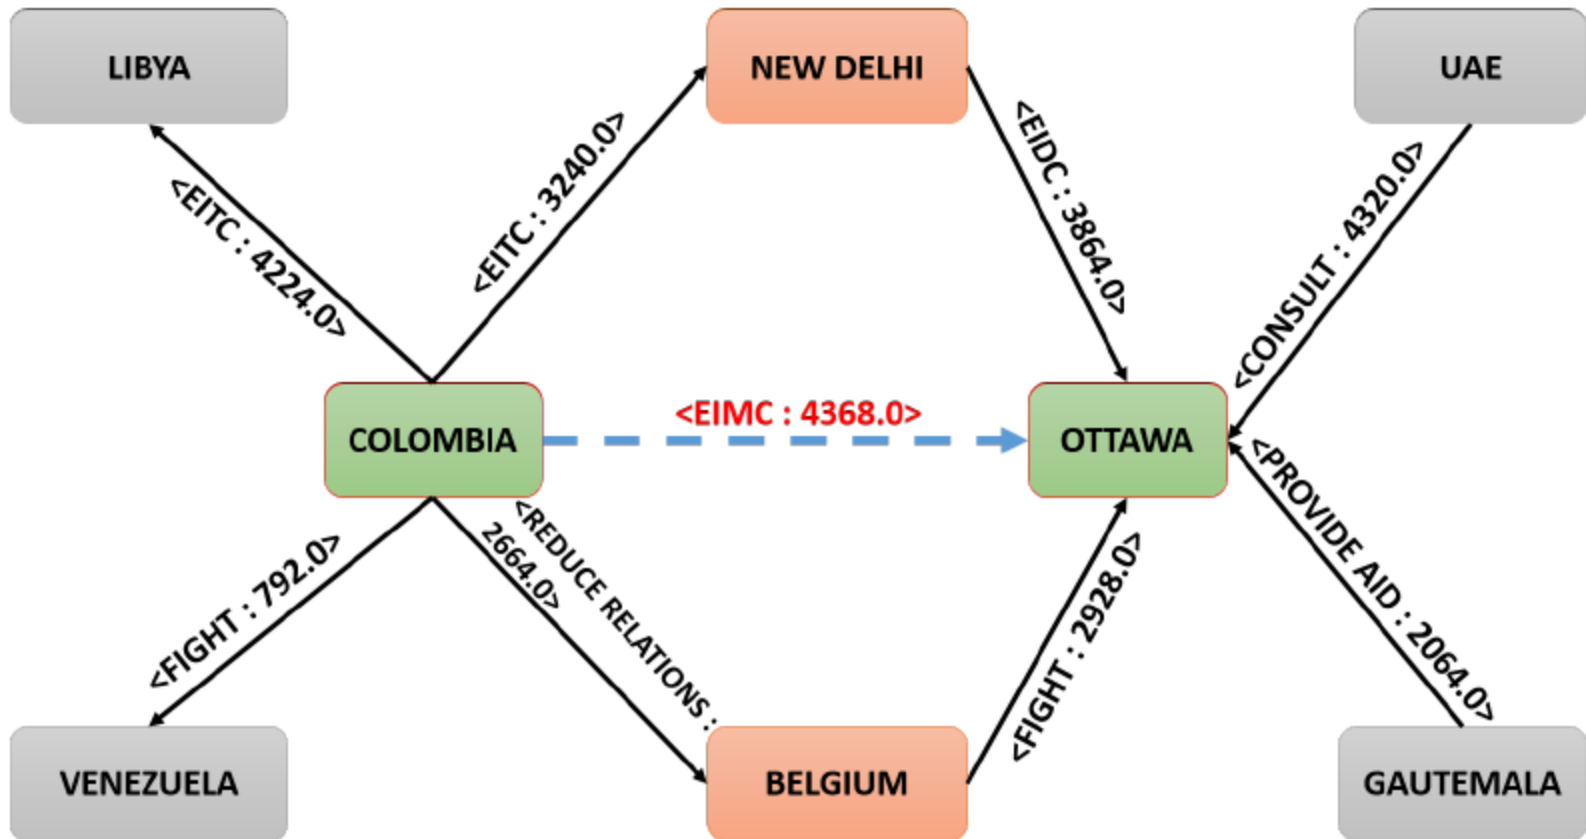 LIBYA
NEW DELHI
UAE
<EITC : 4224.0>
<EITC : 3240.0>
<EIDC : 3864.0>
<CONSULT : 4320.0>
COLOMBIA
<EIMC : 4368.0>
OTTAWA
<FIGHT : 792.0>
<REDUCE RELATIONS :
2664.0>
<FIGHT : 2928.0>
<PROVIDE AID : 2064.0>
VENEZUELA
BELGIUM
GAUTEMALA